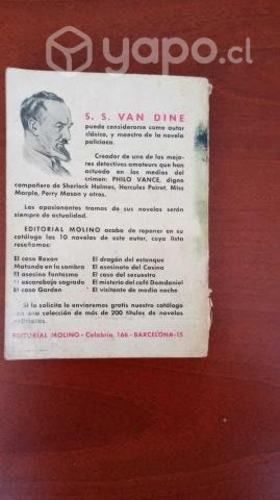 yapo.cl
S. S. VAN DINE
puede considerarse como autor
clásico, y maestro de la novela
policiaca.
Creador de uno de los mejo-
res detectives amateurs que han
actuado en los medios del
crimen: PHILO VANCE, digno
compañero de Sherlock Holmes, Hercules Poirot, Miss
Marple, Perry Mason y otros.
Las apasionantes tramas de sus novelas serán
siempre de actualidad.
EDITORIAL MOLINO acaba de reponer en su
catálogo las 10 novelas de este autor, cuya lista
reseñamos:
El caso Rexon
Matando en la sombra
El asesino fantasma
El escarabajo sagrado
El caso Garden
El dragón del estanque
El asesinato del Casino
El caso del secuestro
El misterio del café Domdaniel
El visitante de media noche
Si lo solicita le enviaremos gratis nuestro catálogo
con una selección de más de 200 títulos de novelas
policiacas.
EDITORIAL MOLINO - Calabria, 166 - BARCELONA-15